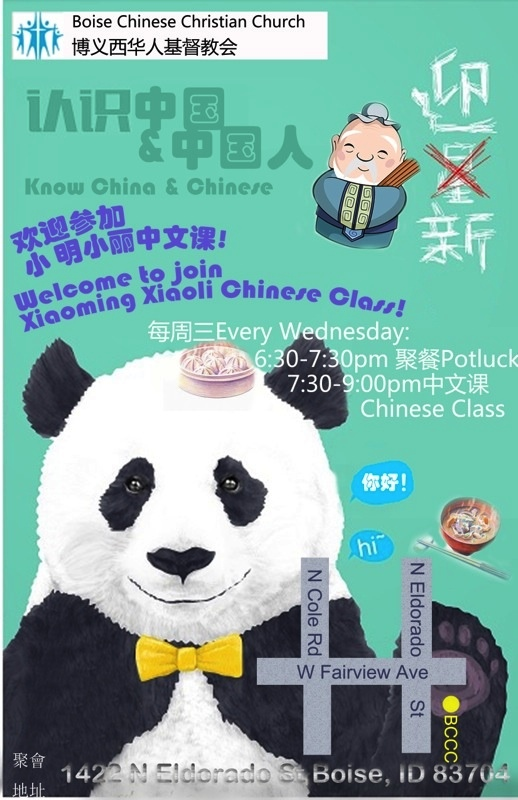 Boise Chinese Christian Church
博义西华人基督教会
认识中国
&中国人
Know China & Chinese
迎
新
欢迎参加
小明小丽中文课!
Welcome to join
Xiaoming Xiaoli Chinese Class!
每周三Every Wednesday:
6:30-7:30pm 聚餐Potluck
7:30-9:00pm中文课
Chinese Class
你好!
hi~
N Cole Rd
N Eldorado St
W Fairview Ave
BCCC
聚會
地址
1422 N Eldorado St Boise, ID 83704